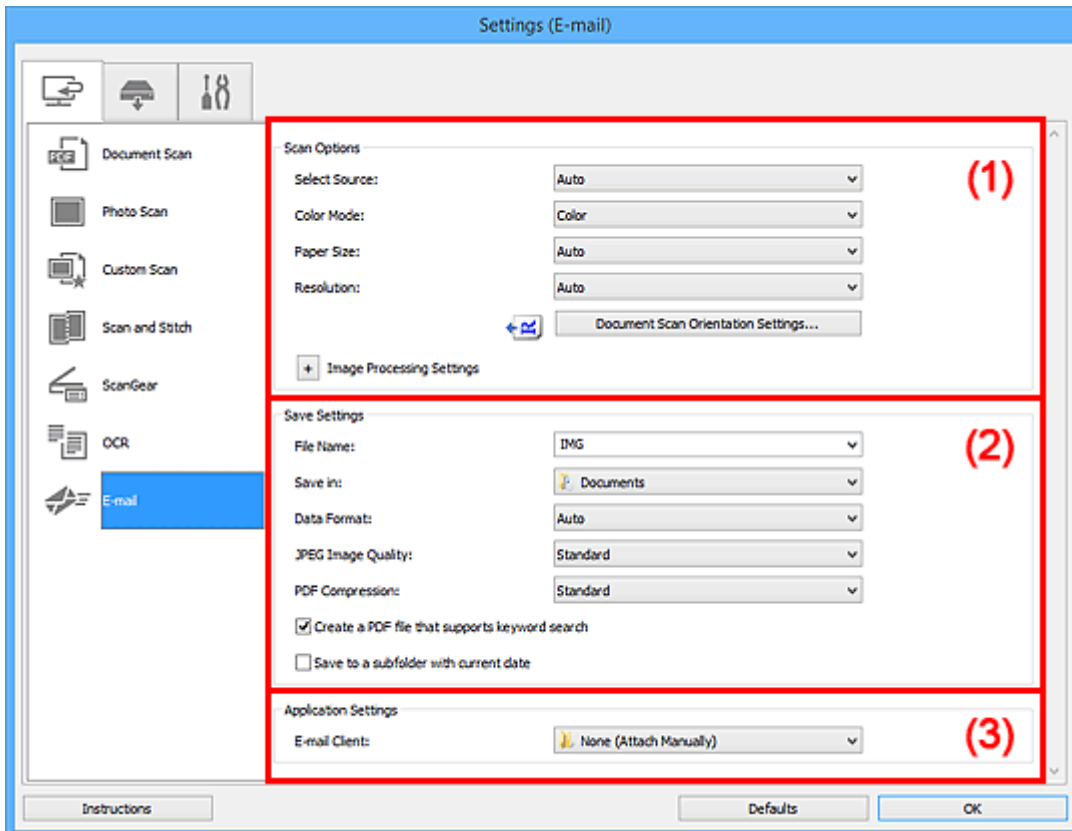 Settings (E-mail)
Document Scan
Photo Scan
Custom Scan
Scan and Stitch
ScanGear
OCR
E-mail
Scan Options
(1)
Select Source: Auto
Color Mode: Color
Paper Size: Auto
Resolution: Auto
R Document Scan Orientation Settings...
+ Image Processing Settings
Save Settings
(2)
File Name: IMG
Save in: Documents
Data Format: Auto
JPEG Image Quality: Standard
PDF Compression: Standard
Create a PDF file that supports keyword search
Save to a subfolder with current date
Application Settings
(3)
E-mail Client: None (Attach Manually)
Instructions Defaults OK